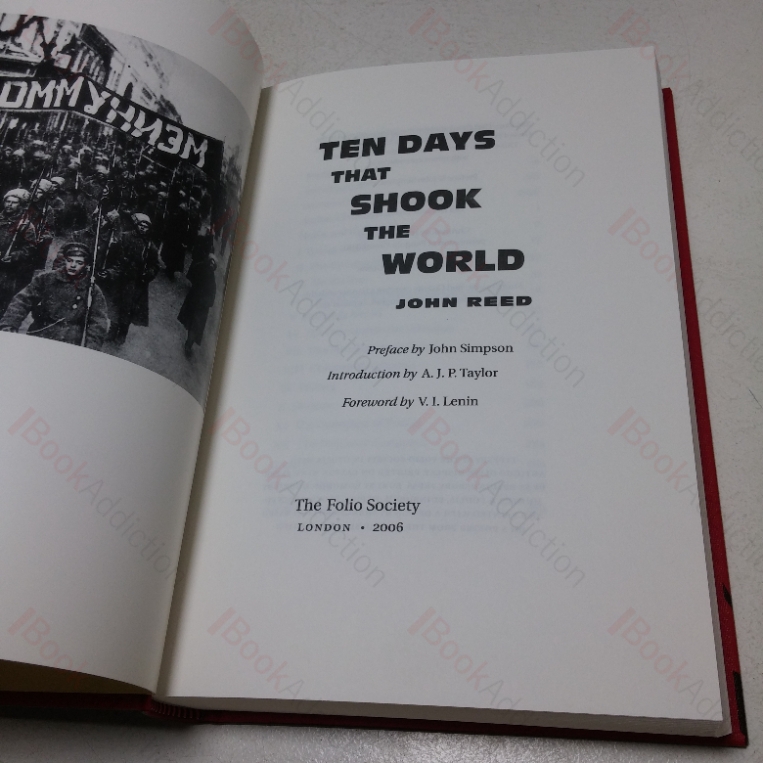 ОММУНИЗМ
TEN DAYS
THAT
SHOOK
THE
WORLD
JOHN REED
Preface by John Simpson
Introduction by A. J. P. Taylor
Foreword by V. I. Lenin
The Folio Society
LONDON • 2006
BookAddiction